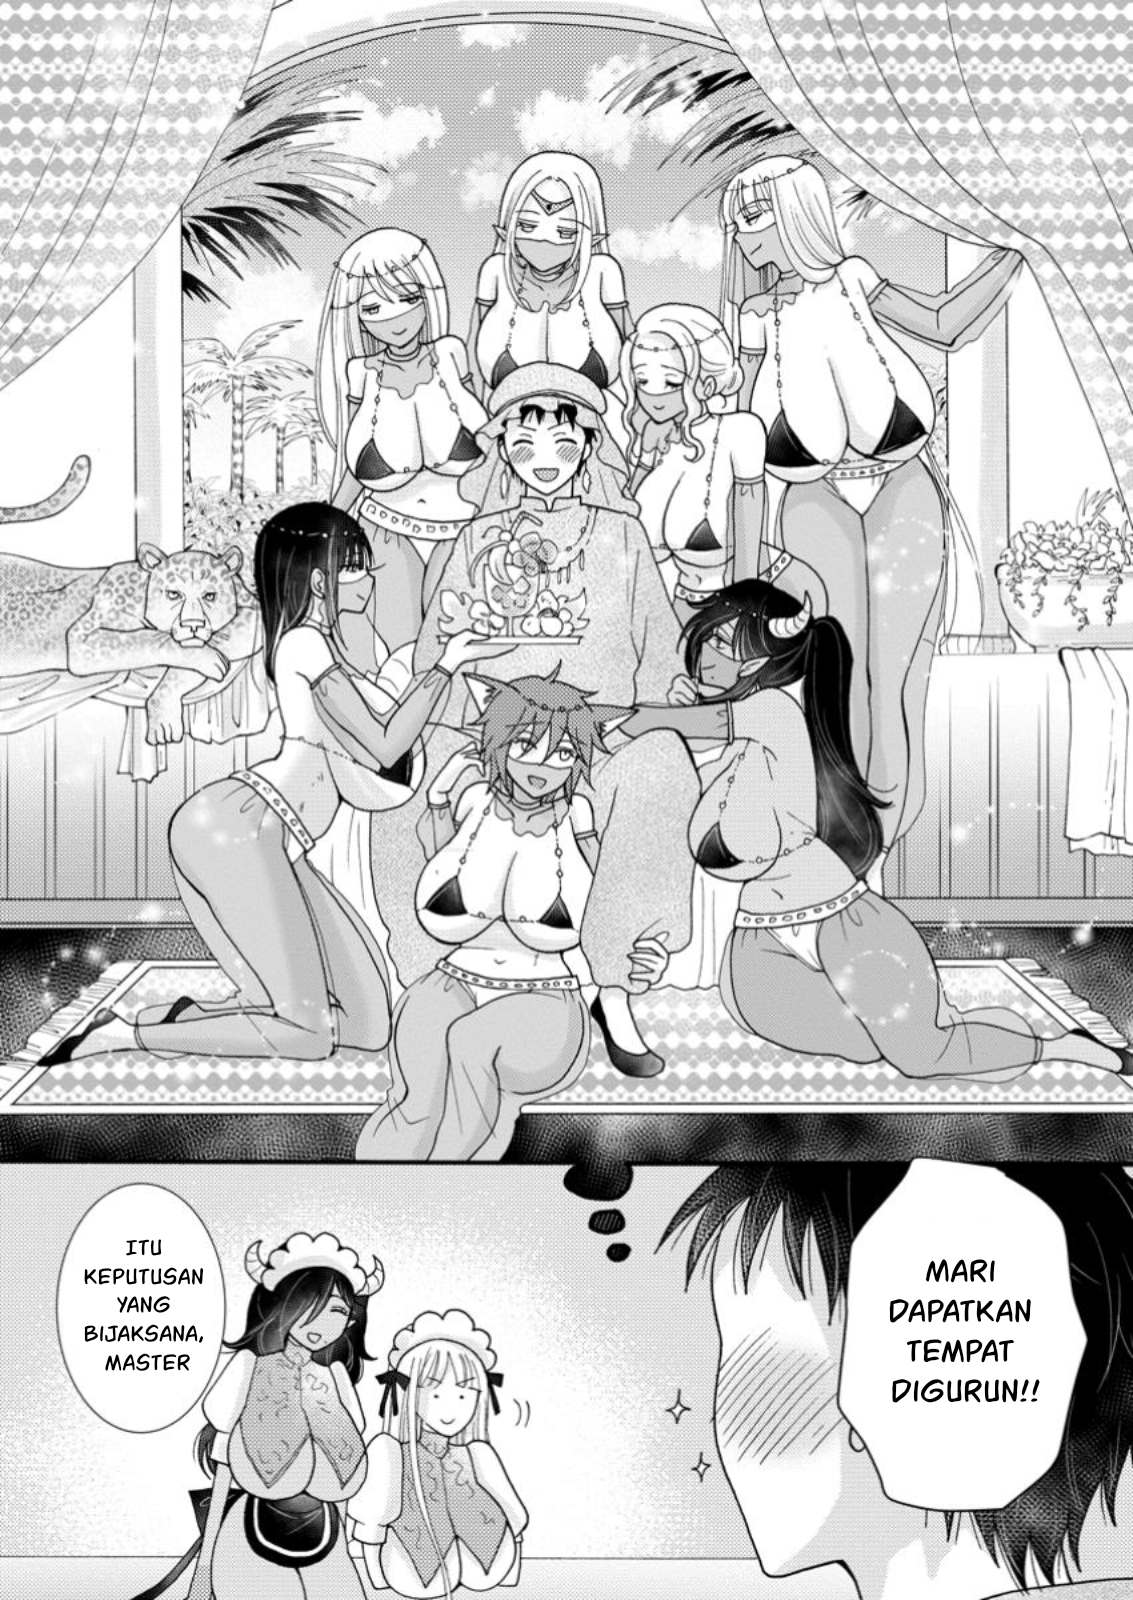 MARI
DAPATKAN
TEMPAT
DIGURUN!!
ITU
KEPUTUSAN
YANG
BIJAKSANA,
MASTER